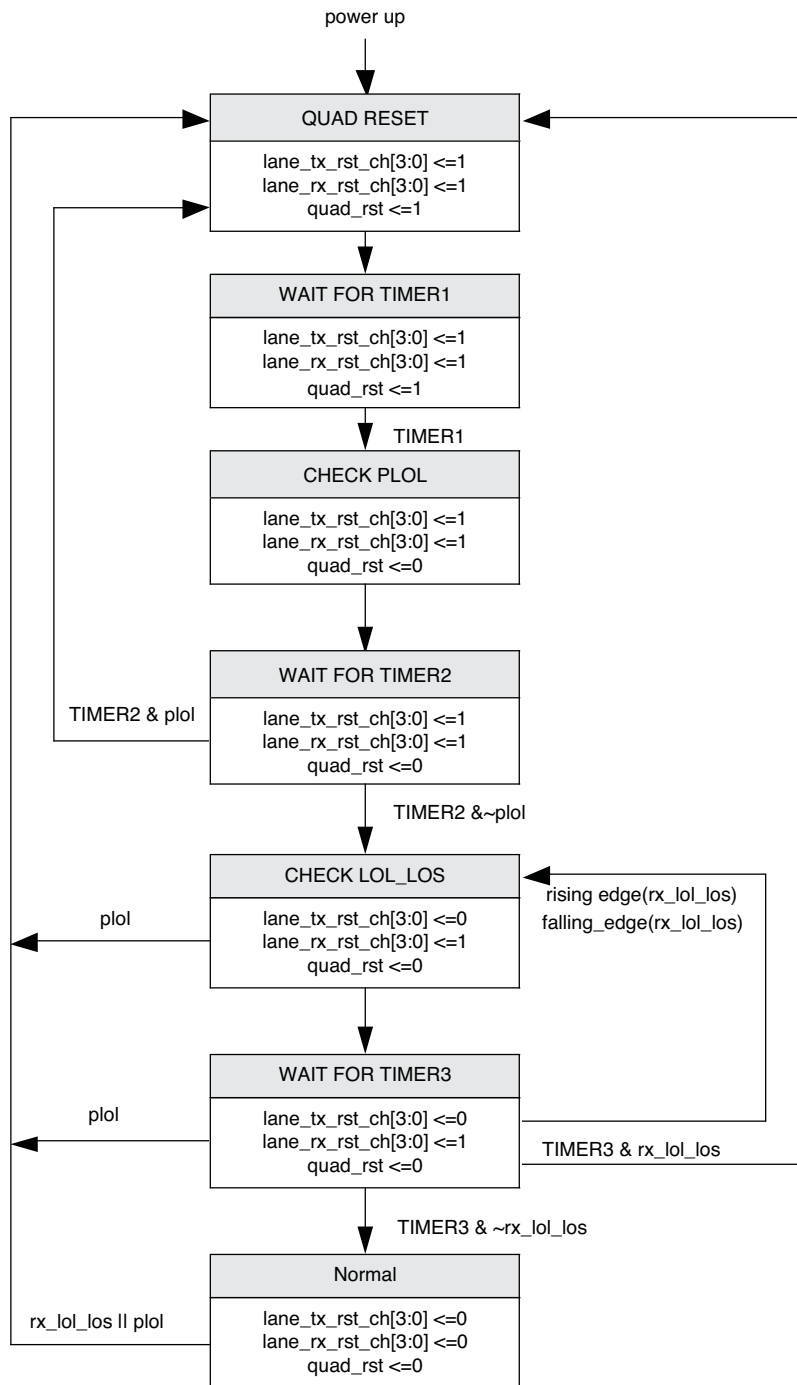 power up
QUAD RESET
lane_tx_rst_ch[3:0] <=1
lane_rx_rst_ch[3:0] <=1
quad_rst <=1
WAIT FOR TIMER1
lane_tx_rst_ch[3:0] <=1
lane_rx_rst_ch[3:0] <=1
quad_rst <=1
TIMER1
CHECK PLOL
lane_tx_rst_ch[3:0] <=1
lane_rx_rst_ch[3:0] <=1
quad_rst <=0
WAIT FOR TIMER2
TIMER2 & plol
lane_tx_rst_ch[3:0] <=1
lane_rx_rst_ch[3:0] <=1
quad_rst <=0
TIMER2 &~plol
CHECK LOL_LOS
rising edge(rx_lol_los)
falling_edge(rx_lol_los)
plol
lane_tx_rst_ch[3:0] <=0
lane_rx_rst_ch[3:0] <=1
quad_rst <=0
WAIT FOR TIMER3
plol
lane_tx_rst_ch[3:0] <=0
lane_rx_rst_ch[3:0] <=1
quad_rst <=0
TIMER3 & rx_lol_los
TIMER3 & ~rx_lol_los
Normal
rx_lol_los || plol
lane_tx_rst_ch[3:0] <=0
lane_rx_rst_ch[3:0] <=0
quad_rst <=0